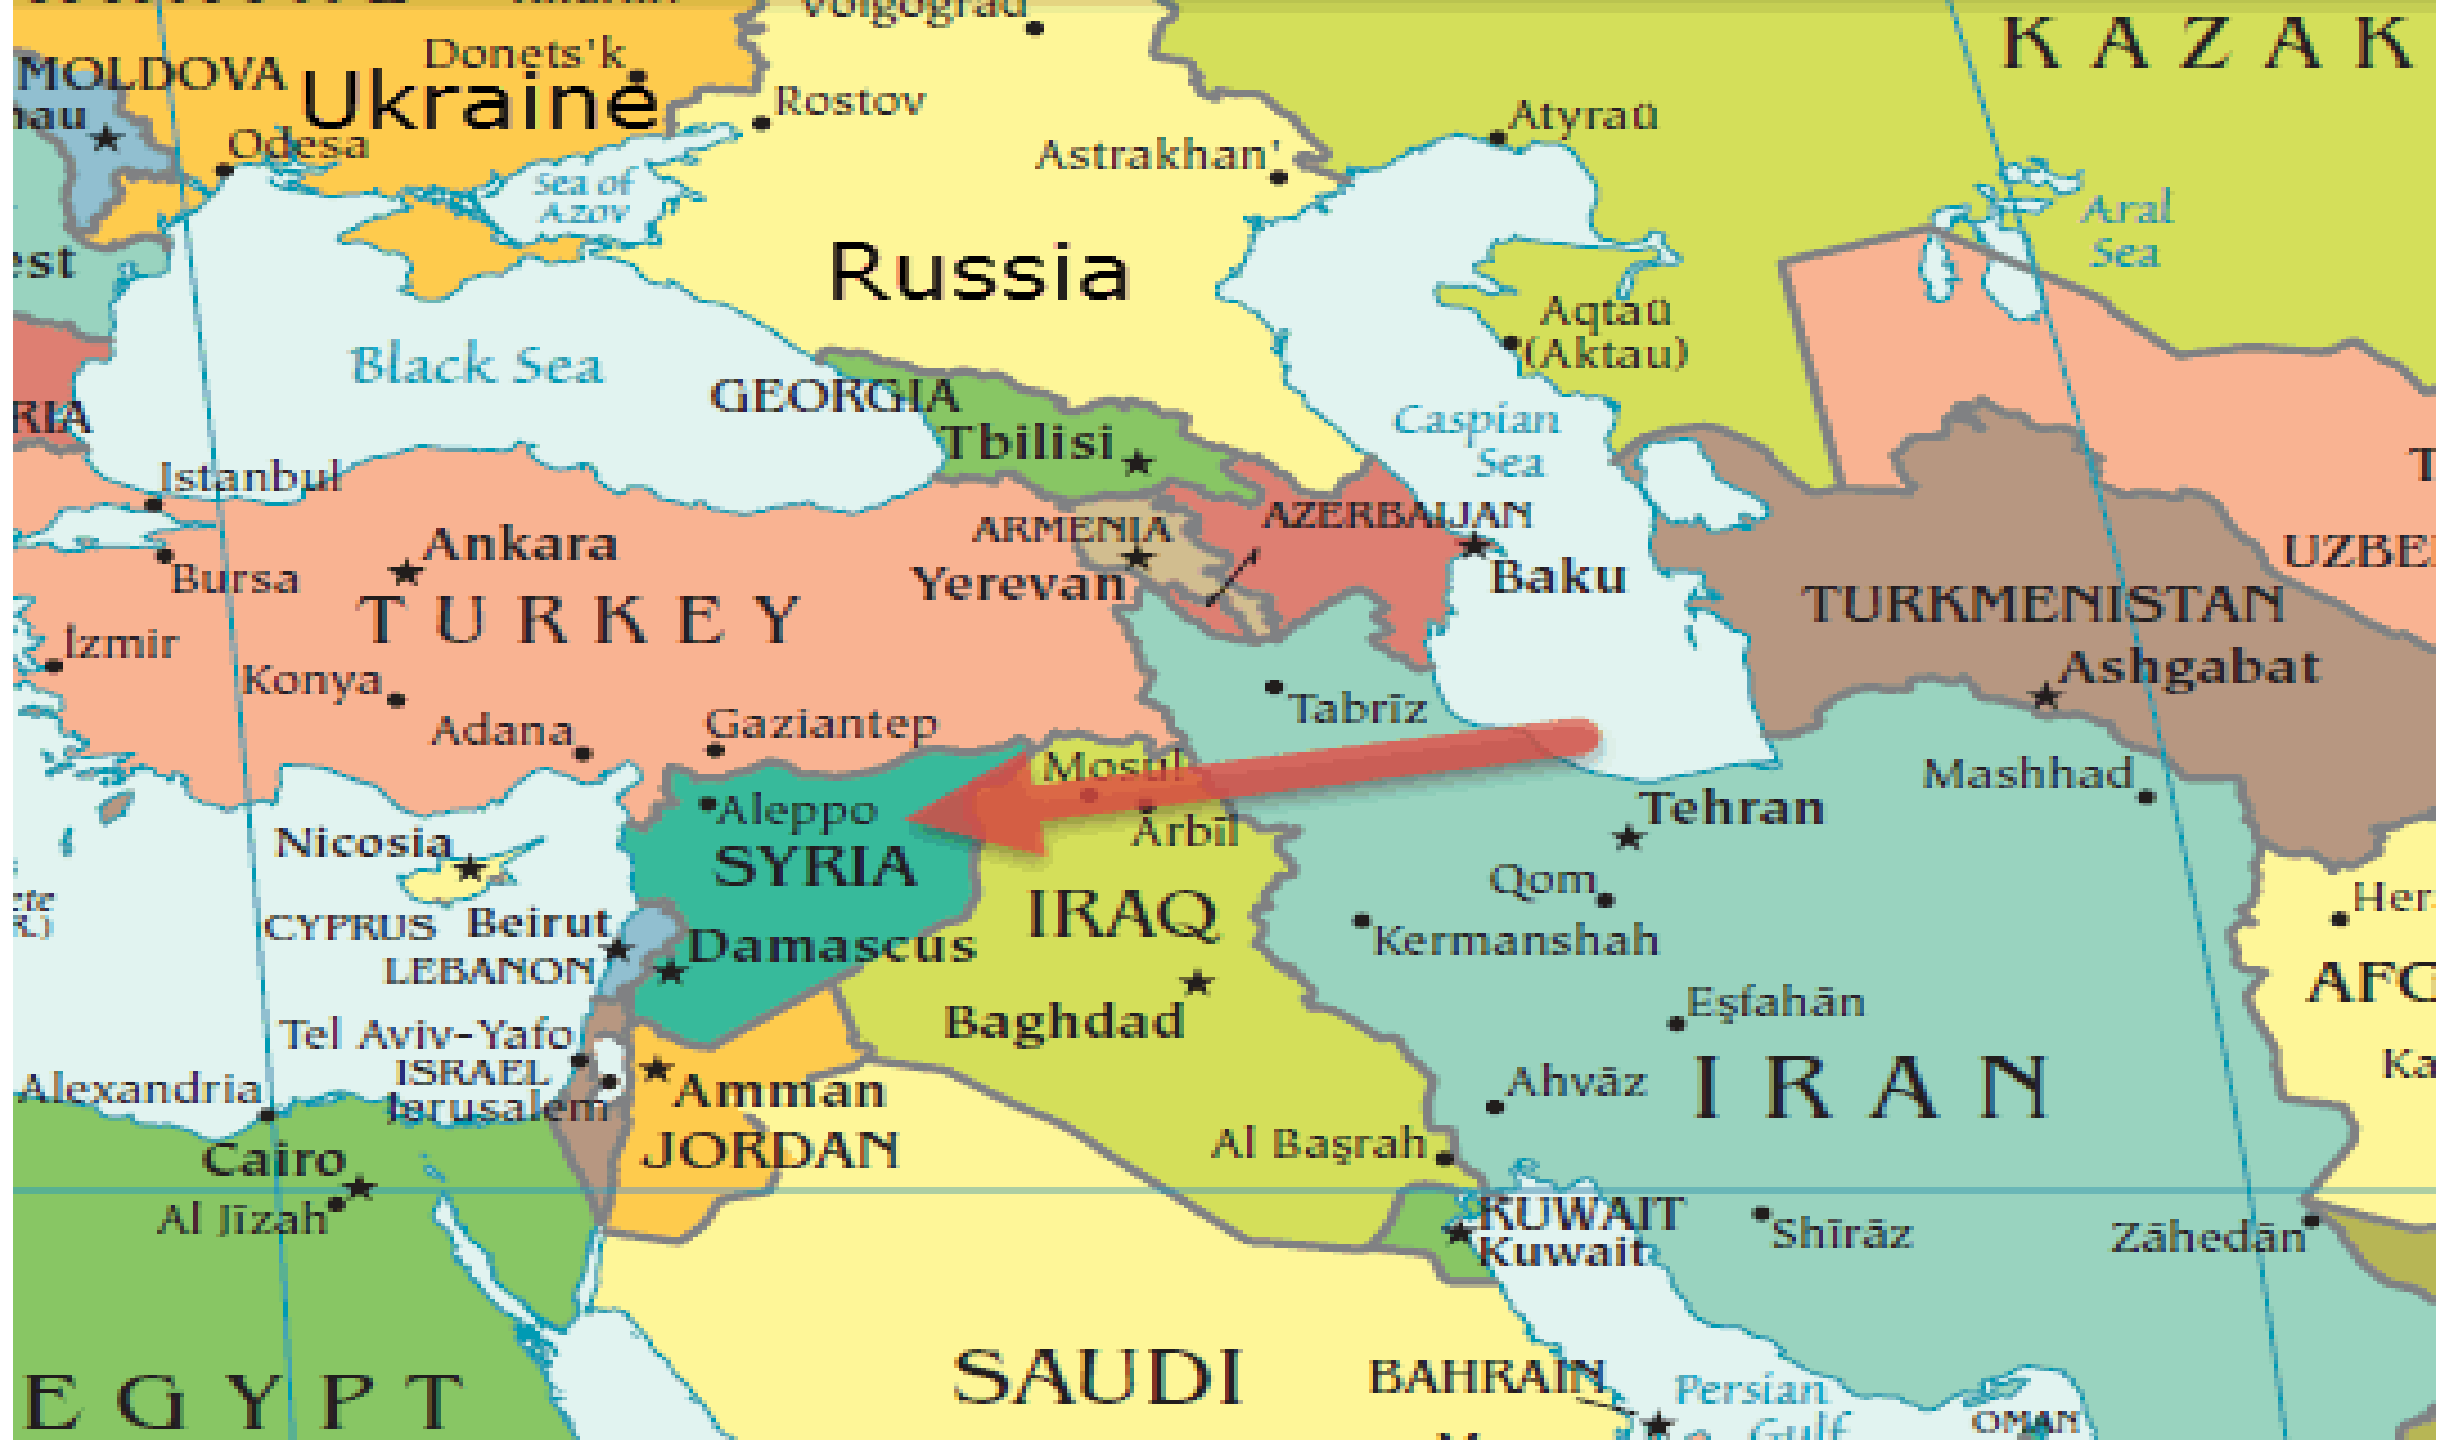 Volgograd
K A Z A K
MOLDOVA
Donets'k
Ukraine
Rostov
Atyraū
Odesa
Astrakhan'
Sea of
Azov
Aral
Sea
Russia
Aqtaū
(Aktau)
Black Sea
GEORGIA
Caspian
Sea
RIA
Tbilisi
Istanbul
AZERBAIJAN
ARMENIA
Ankara
Bursa
Yerevan
Baku
UZBE
TURKEY
TURKMENISTAN
İzmir
Ashgabat
Konya
Tabrīz
Adana
Gaziantep
Mosul
Mashhad
Aleppo
Tehran
Arbīl
Nicosia
SYRIA
Qom
Her
IRAQ
CYPRUS
Beirut
Damascus
Kermanshah
LEBANON
AFG
Baghdad
Eşfahān
Tel Aviv-Yafo
ISRAEL
Amman
Ahvāz
IRAN
Ka
Alexandria
Jerusalem
JORDAN
Al Başrah
Cairo
Al Jīzah
KUWAIT
Kuwait
Shīrāz
Zāhedān
SAUDI
BAHRAIN
Persian
Gulf
OMAN
EGYPT